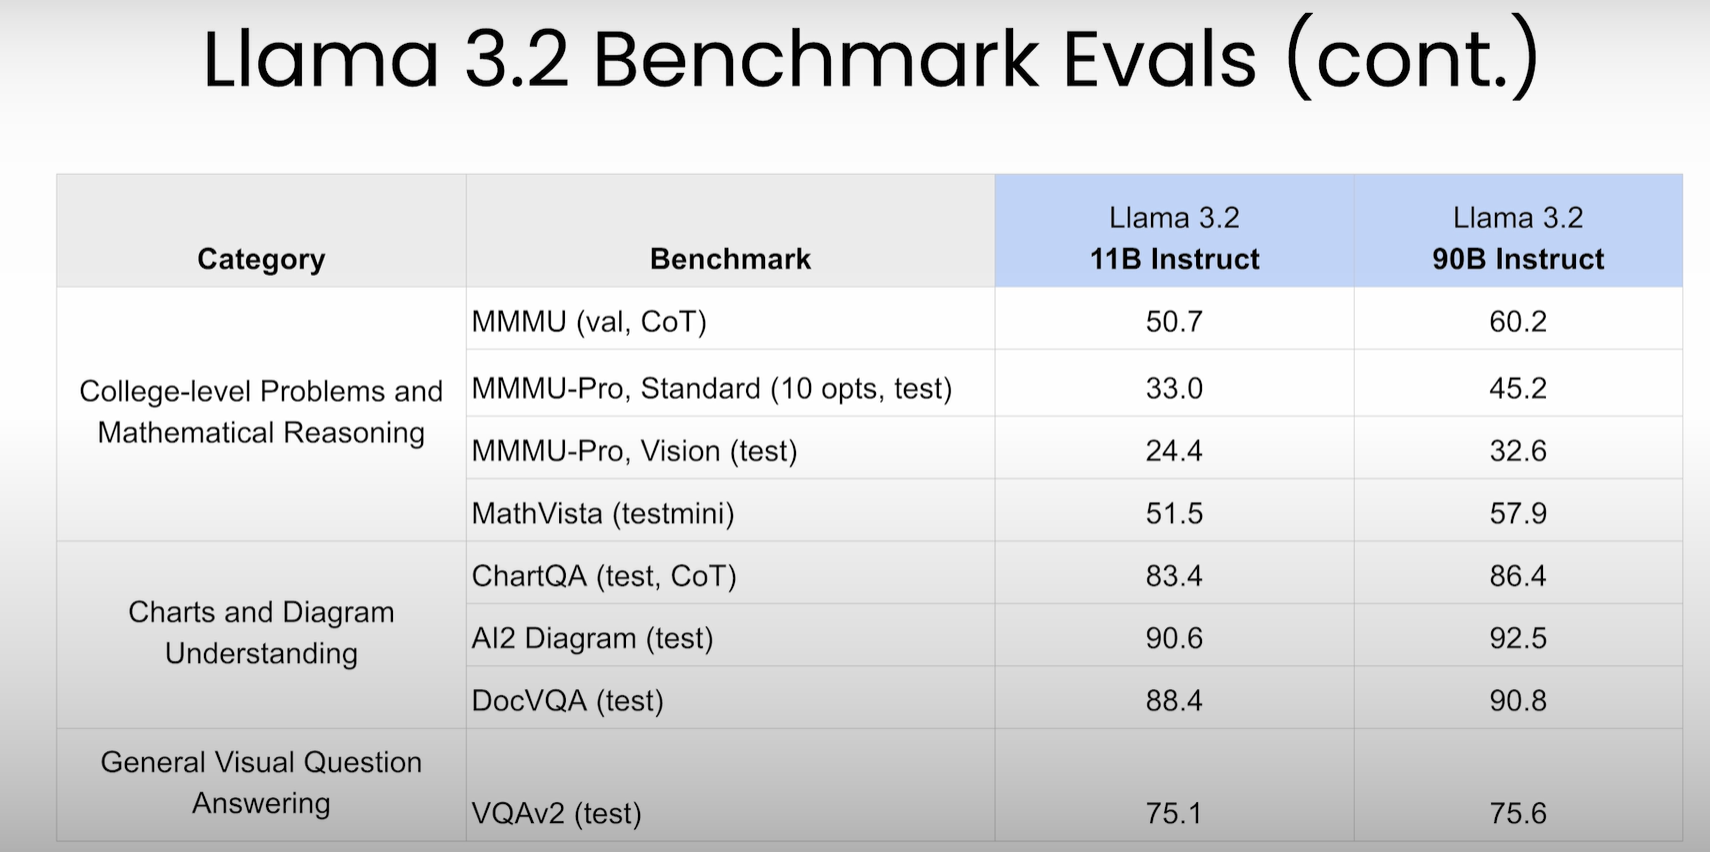 Llama 3.2 Benchmark Evals (cont.)
Category Benchmark Llama 3.2 11B Instruct Llama 3.2 90B Instruct
College-level Problems and Mathematical Reasoning
MMMU (val, CoT) 50.7 60.2
MMMU-Pro, Standard (10 opts, test) 33.0 45.2
MMMU-Pro, Vision (test) 24.4 32.6
MathVista (testmini) 51.5 57.9
Charts and Diagram Understanding
ChartQA (test, CoT) 83.4 86.4
AI2 Diagram (test) 90.6 92.5
DocVQA (test) 88.4 90.8
General Visual Question Answering
VQAv2 (test) 75.1 75.6